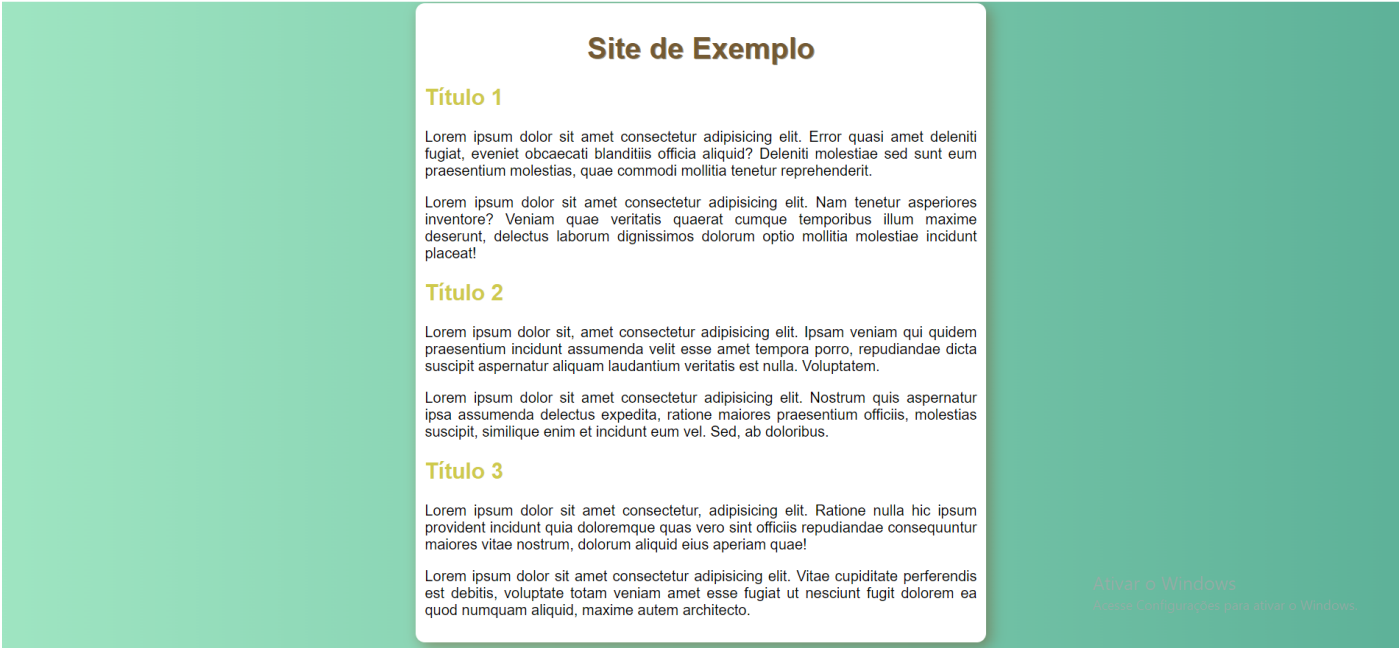 Site de Exemplo
Título 1
Lorem ipsum dolor sit amet consectetur adipisicing elit. Error quasi amet deleniti
fugiat, eveniet obcaecati blanditiis officia aliquid? Deleniti molestiae sed sunt eum
praesentium molestias, quae commodi mollitia tenetur reprehenderit.
Lorem ipsum dolor sit amet consectetur adipisicing elit. Nam tenetur asperiores
inventore? Veniam quae veritatis quaerat cumque temporibus illum maxime
deserunt, delectus laborum dignissimos dolorum optio mollitia molestiae incidunt
placeat!
Título 2
Lorem ipsum dolor sit, amet consectetur adipisicing elit. Ipsam veniam qui quidem
praesentium incidunt assumenda velit esse amet tempora porro, repudiandae dicta
suscipit aspernatur aliquam laudantium veritatis est nulla. Voluptatem.
Lorem ipsum dolor sit amet consectetur adipisicing elit. Nostrum quis aspernatur
ipsa assumenda delectus expedita, ratione maiores praesentium officiis, molestias
suscipit, similique enim et incidunt eum vel. Sed, ab doloribus.
Título 3
Lorem ipsum dolor sit amet consectetur, adipisicing elit. Ratione nulla hic ipsum
provident incidunt quia doloremque quas vero sint officiis repudiandae consequuntur
maiores vitae nostrum, dolorum aliquid eius aperiam quae!
Lorem ipsum dolor sit amet consectetur adipisicing elit. Vitae cupiditate perferendis
est debitis, voluptate totam veniam amet esse fugiat ut nesciunt fugit dolorem ea
quod numquam aliquid, maxime autem architecto.
Ativar o Windows
Configurações para ativar o Windows.